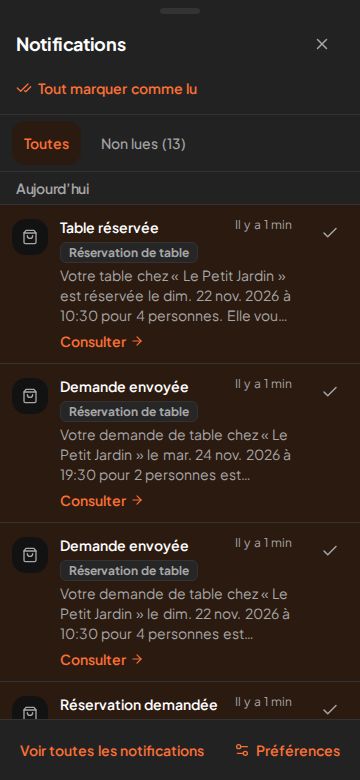 Notifications
Tout marquer comme lu
Toutes
Non lues (13)
Aujourd'hui
Table réservée
Il y a 1 min
Réservation de table
Votre table chez « Le Petit Jardin »
est réservée le dim. 22 nov. 2026 à
10:30 pour 4 personnes. Elle vou…
Consulter →
Demande envoyée
Il y a 1 min
Réservation de table
Votre demande de table chez « Le
Petit Jardin » le mar. 24 nov. 2026 à
19:30 pour 2 personnes est…
Consulter →
Demande envoyée
Il y a 1 min
Réservation de table
Votre demande de table chez « Le
Petit Jardin » le dim. 22 nov. 2026 à
10:30 pour 4 personnes est…
Consulter →
Réservation demandée
Il y a 1 min
Voir toutes les notifications
Préférences